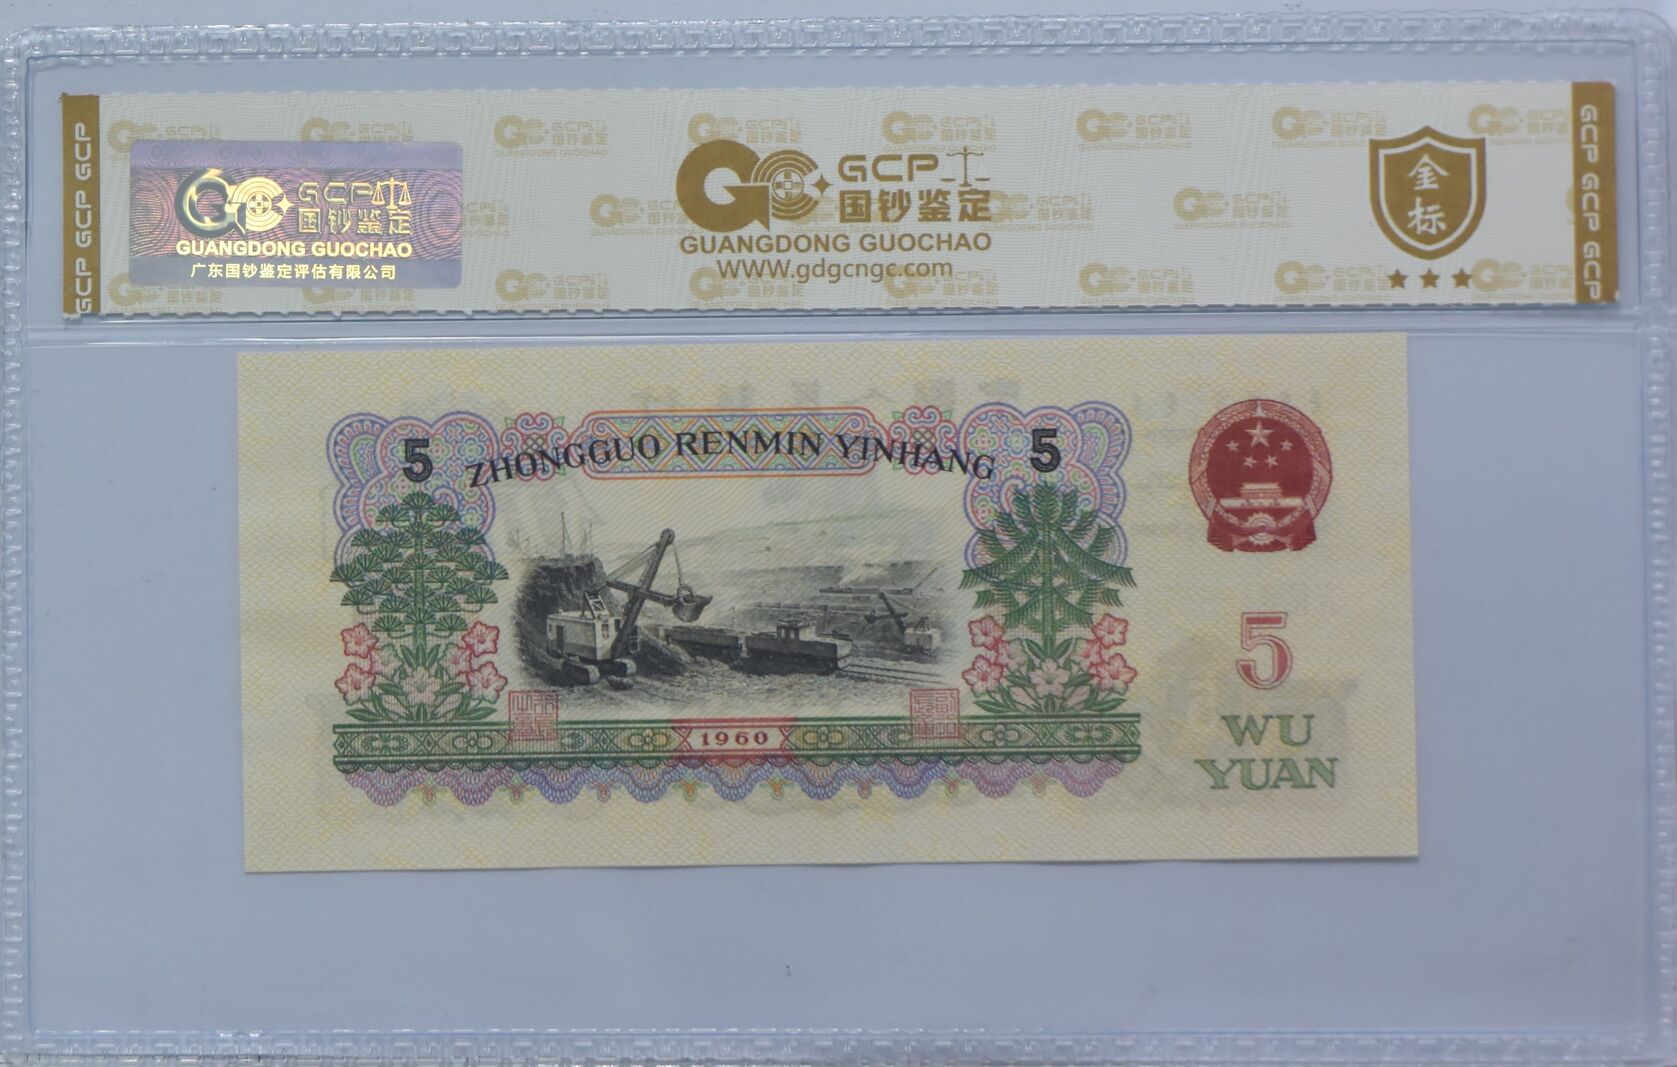 GCP GCP GCP
GCP
国钞鉴定
GUANGDONG GUOCHAO
广东国钞鉴定评估有限公司
GCP
国钞鉴定
GUANGDONG GUOCHAO
WWW.gdgcngc.com
金
标
GCP GCP GCP
5
ZHONGGUO RENMIN YINHANG
5
1960
5
WU
YUAN